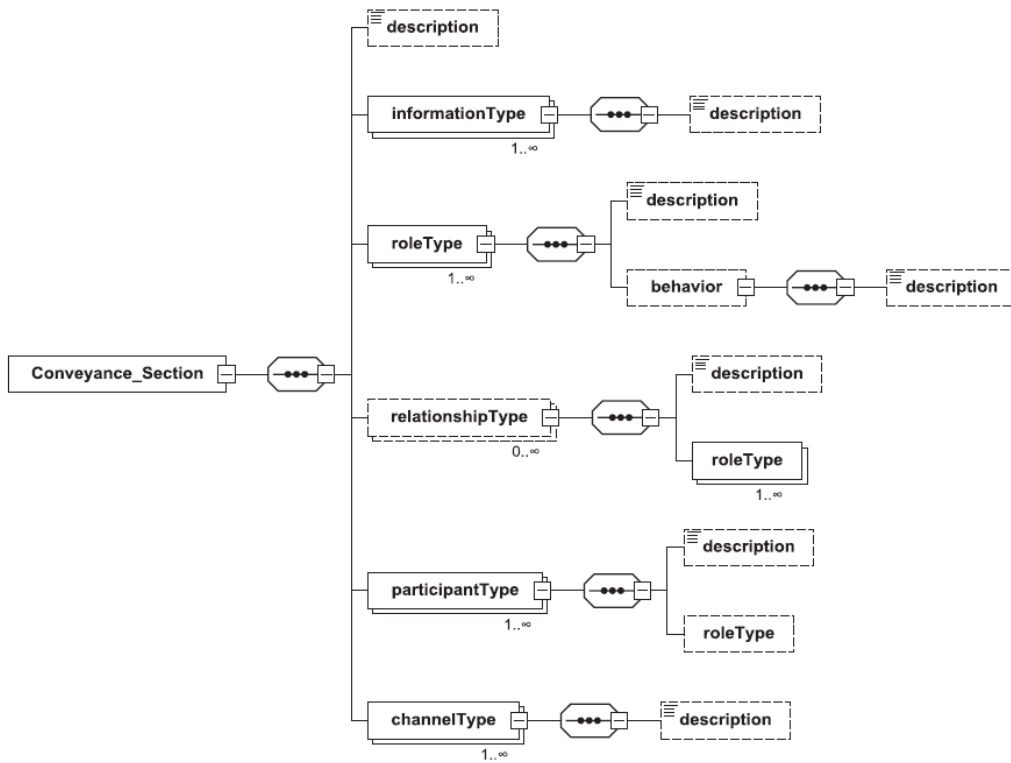 description
informationType
description
1..∞
description
roleType
1..∞
behavior
description
Conveyance_Section
description
relationshipType
0..∞
roleType
1..∞
description
participantType
1..∞
roleType
channelType
description
1..∞